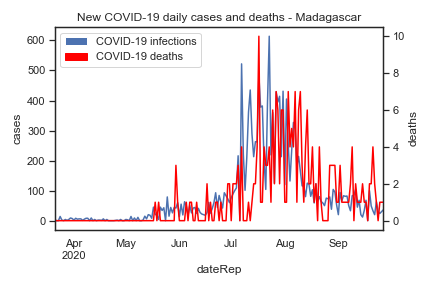 New COVID-19 daily cases and deaths - Madagascar
COVID-19 infections
COVID-19 deaths
600
500
400
300
200
100
0
cases
10
8
6
4
2
0
deaths
Apr May Jun Jul Aug Sep
2020
dateRep